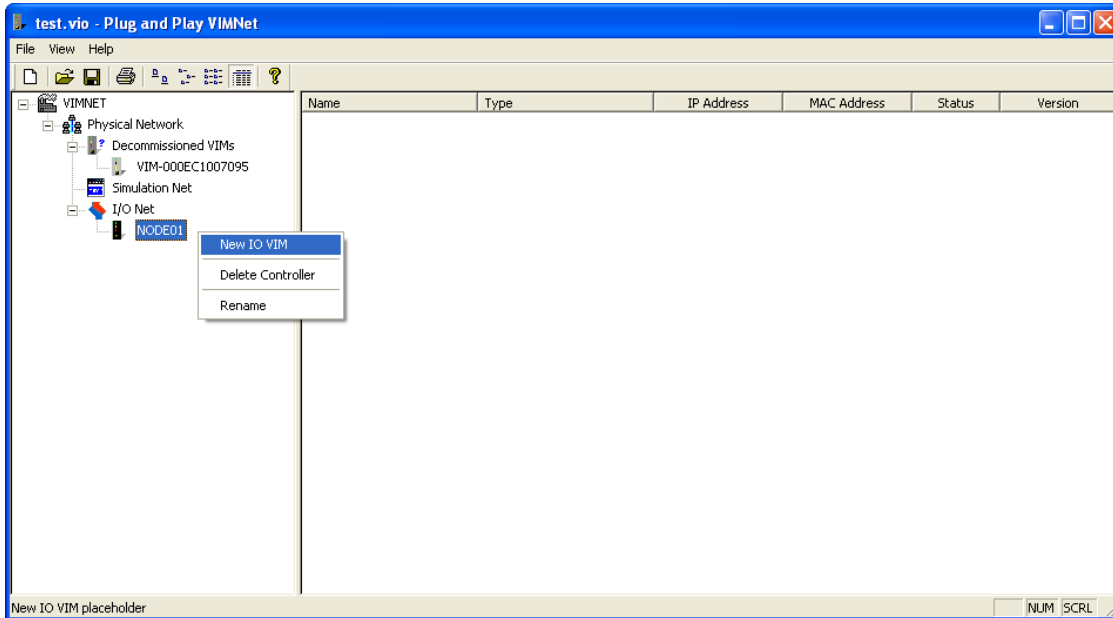 test.vio - Plug and Play VIMNet
File View Help
VIMNET
Name Type IP Address MAC Address Status Version
Physical Network
Decommissioned VIMs
VIM-000EC1007095
Simulation Net
I/O Net
NODE01
New IO VIM
Delete Controller
Rename
New IO VIM placeholder NUM SCRL